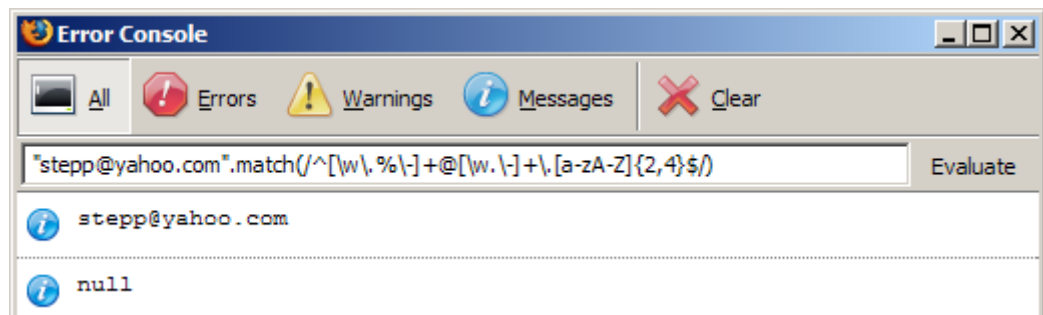 Error Console
All Errors Warnings Messages Clear
"stepp@yahoo.com".match(/^[\w\.%\-]+@[\w.\-]+\.[a-zA-Z]{2,4}$/) Evaluate
stepp@yahoo.com
null